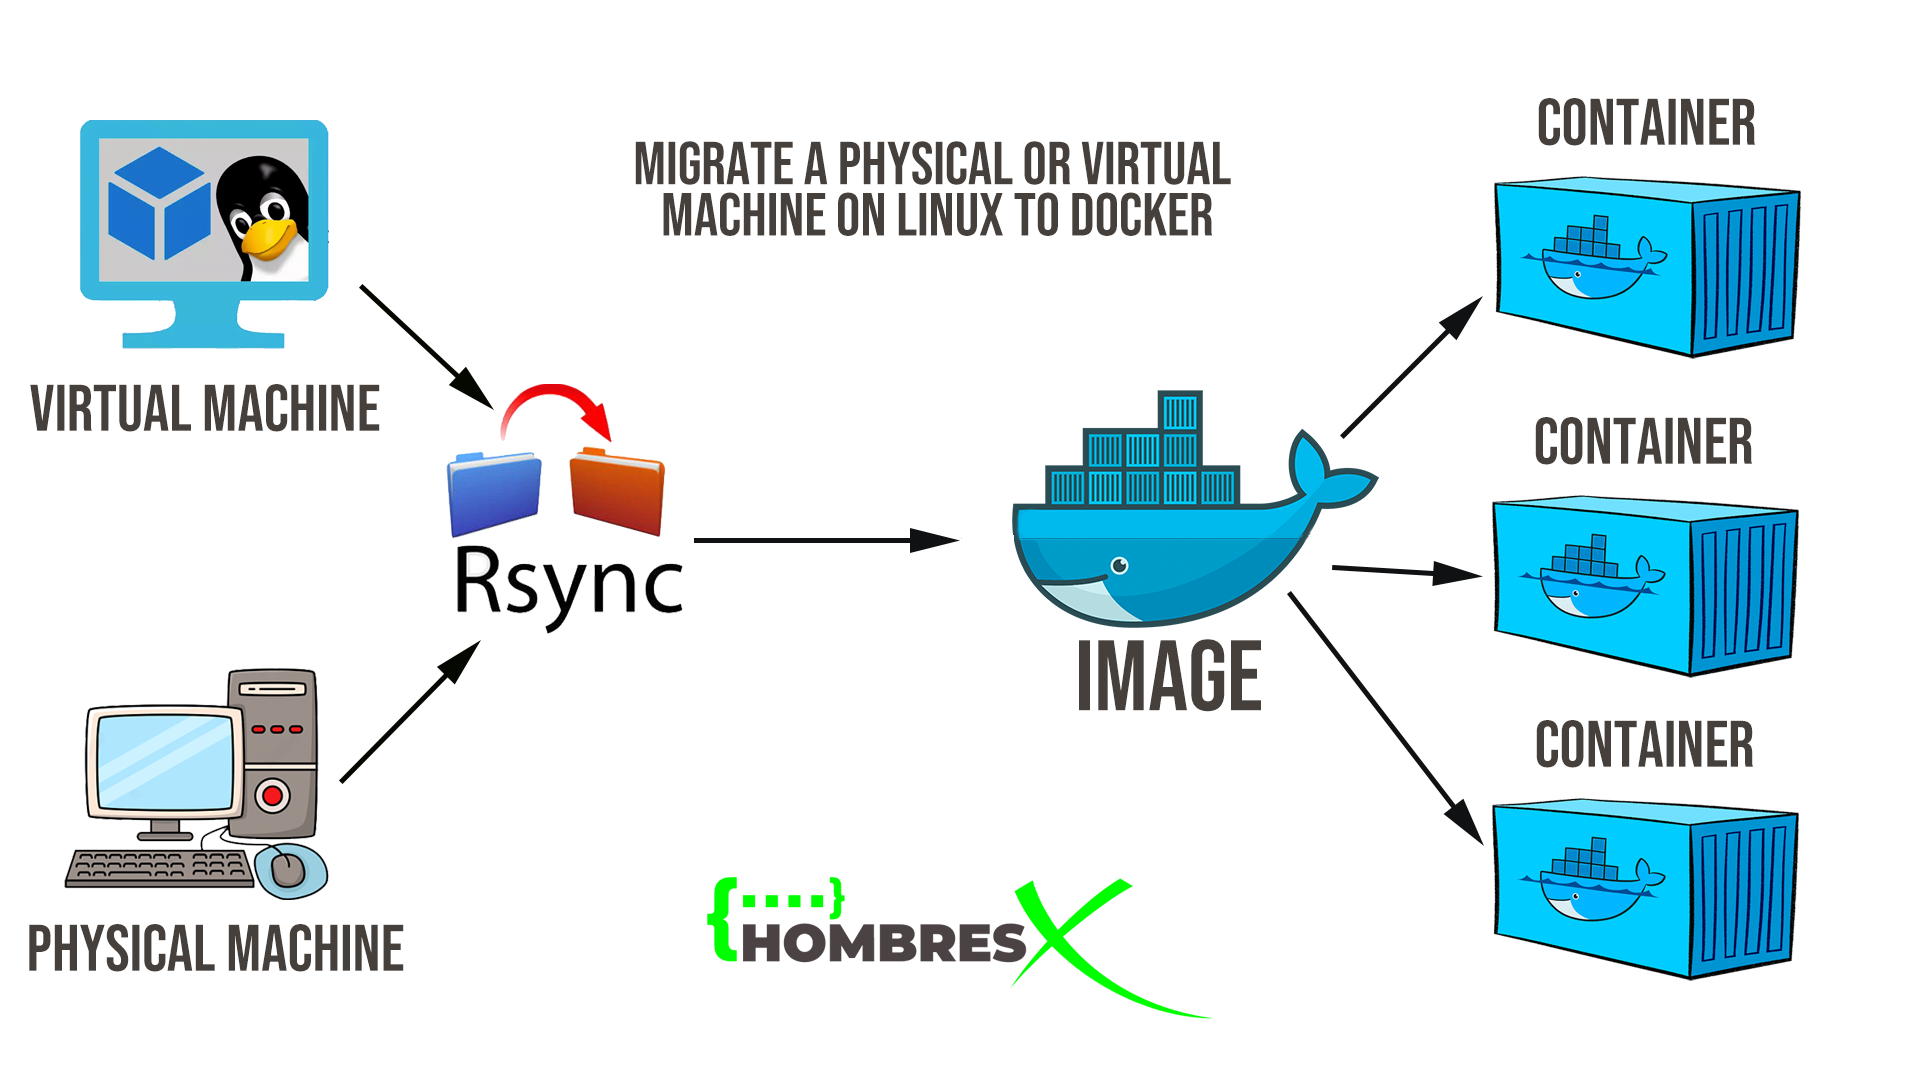 MIGRATE A PHYSICAL OR VIRTUAL
MACHINE ON LINUX TO DOCKER
VIRTUAL MACHINE
PHYSICAL MACHINE
Rsync
IMAGE
CONTAINER
CONTAINER
CONTAINER
{....}
HOMBRESX